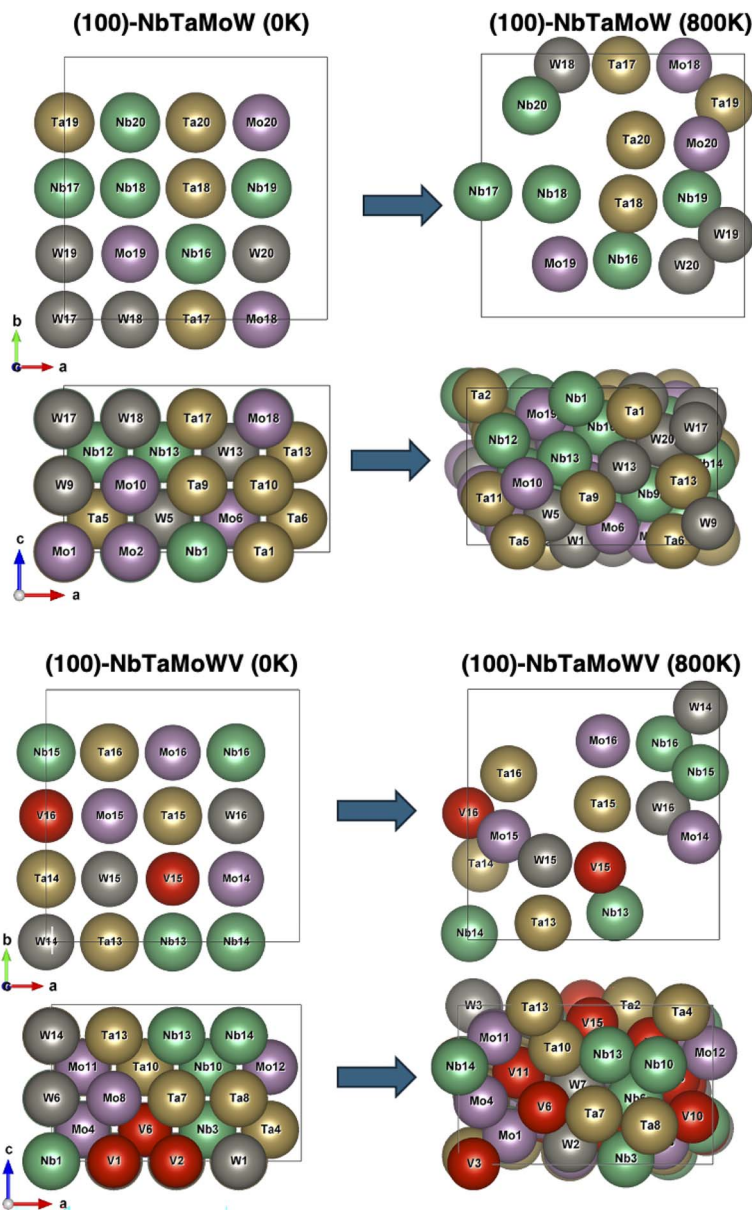 (100)-NbTaMoW (0K) (100)-NbTaMoW (800K)
W18 Ta17 Mo18
Nb20 Ta19
Ta19 Nb20 Ta20 Mo20
Ta20 Mo20
Nb17 Nb18 Ta18 Nb19
Nb17 Nb18 Ta18 Nb19
W19 Mo19 Nb16 W20
W19
Mo19 Nb16 W20
W17 W18 Ta17 Mo18
b
a
Ta2 Mo19 Nb1 Ta1 W17
W17 W18 Ta17 Mo18
Nb12 Nb13 W13 Ta13
Nb12 Nb13 W13 W20 Nb14
W9 Mo10 Ta9 Ta10
Mo10 Ta11 Ta9 Nb9 Ta13
Ta5 W5 Mo6 Ta6
W5 Mo6 W9
Mo1 Mo2 Nb1 Ta1
Ta5 W1 Ta6
c
a
(100)-NbTaMoWV (0K) (100)-NbTaMoWV (800K)
W14
Nb15 Ta16 Mo16 Nb16
Mo16 Nb16
Ta16 Nb15
V16 Mo15 Ta15 W16
V16 Ta15 W16
Mo15 Mo14
Ta14 W15 V15 Mo14
Ta14 W15 V15
W14 Ta13 Nb13 Nb14
Nb14 Ta13 Nb13
b
a
W3 Ta13 Ta2 Ta4
W14 Ta13 Nb13 Nb14
Mo11 V15
Mo11 Ta10 Nb10 Mo12
Nb14 V11 Ta10 Nb13 Nb10 Mo12
W6 Mo8 Ta7 Ta8
Mo4 V6 W7 Ta7 Ta8 V10
Mo4 V6 Nb3 Ta4
Mo1 W2
Nb1 V1 V2 W1
V3 Nb3
c
a